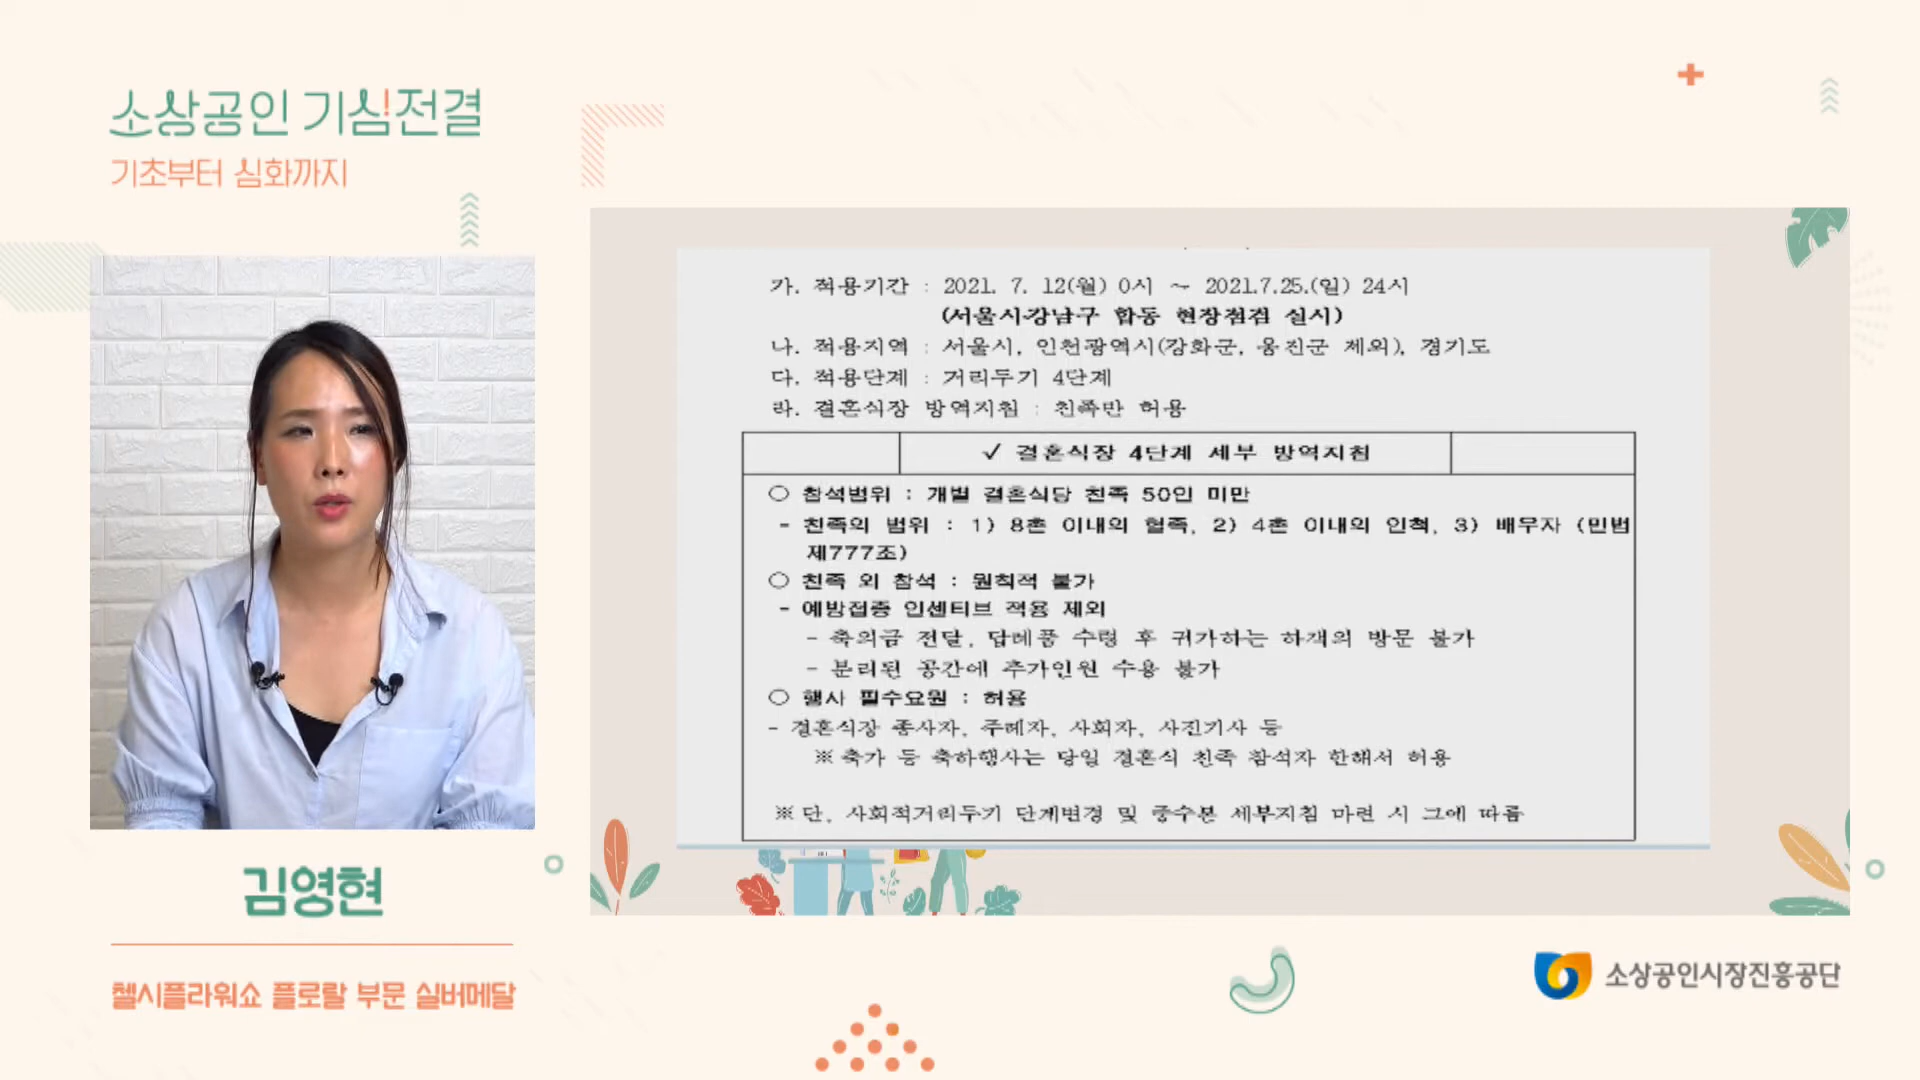 소상공인 기심전결
기초부터 심화까지
가. 적용기간 : 2021. 7. 12(월) 0시 ~ 2021.7.25.(일) 24시
(서울시·강남구 합동 현장점검 실시)
나. 적용지역 : 서울시, 인천광역시(강화군, 옹진군 제외), 경기도
다. 적용단계 : 거리두기 4단계
라. 결혼식장 방역지침 : 친족만 허용
✓ 결혼식장 4단계 세부 방역지침
○ 참석범위 : 개별 결혼식당 친족 50인 미만
- 친족의 범위 : 1) 8촌 이내의 혈족, 2) 4촌 이내의 인척, 3) 배우자 (민법
제777조)
○ 친족 외 참석 : 원칙적 불가
- 예방접종 인센티브 적용 제외
- 축의금 전달, 답례품 수령 후 귀가하는 하객의 방문 불가
- 분리된 공간에 추가인원 수용 불가
○ 행사 필수요원 : 허용
- 결혼식장 종사자, 주례자, 사회자, 사진기사 등
※ 축가 등 축하행사는 당일 결혼식 친족 참석자 한해서 허용
※ 단, 사회적거리두기 단계변경 및 중수본 세부지침 마련 시 그에 따름
김영현
첼시플라워쇼 플로랄 부문 실버메달
소상공인시장진흥공단